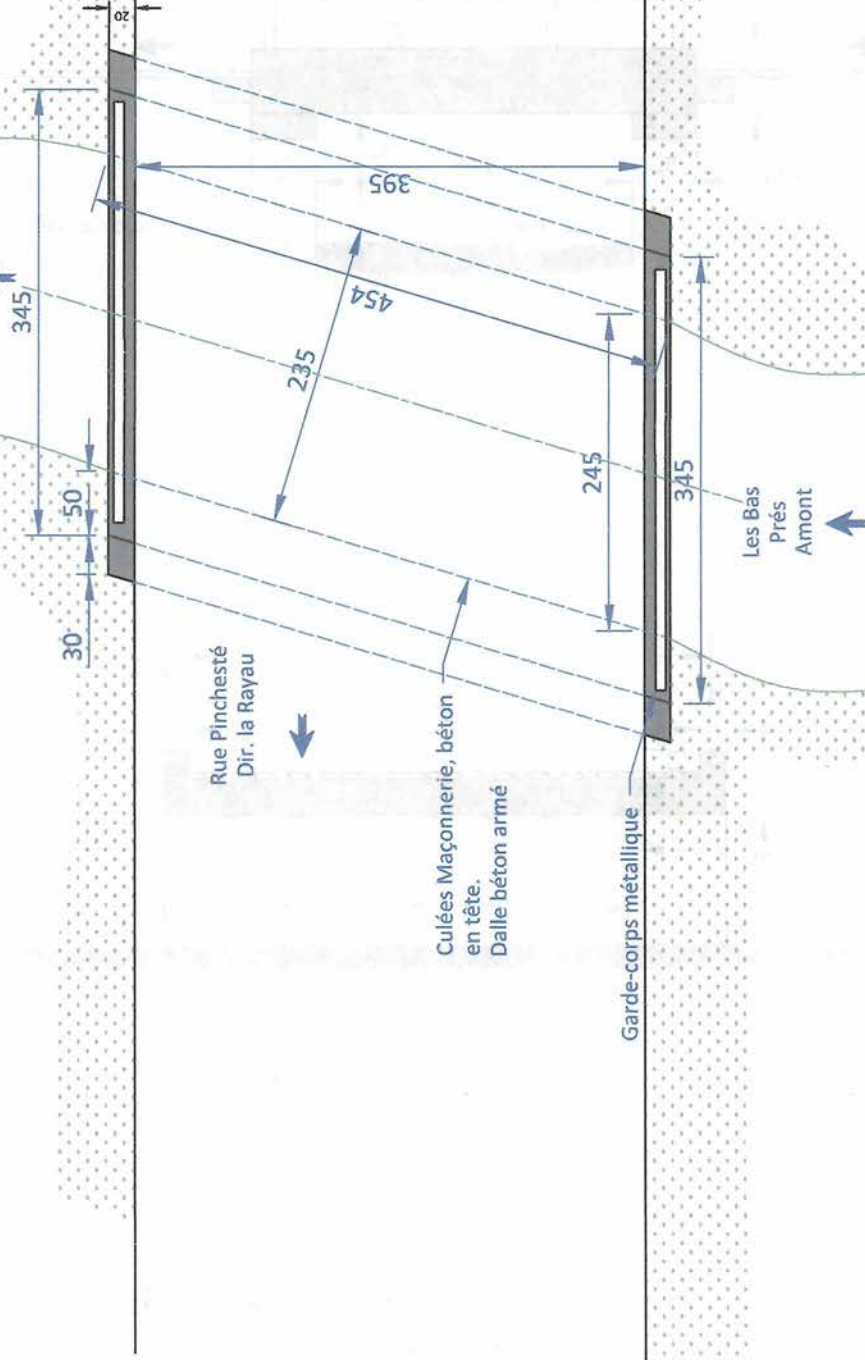 20
345
50
30
395
454
235
245
345
Rue Pinchesté
Dir. la Rayau
Culées Maçonnerie, béton
en tête.
Dalle béton armé
Garde-corps métallique
Les Bas
Prés
Amont